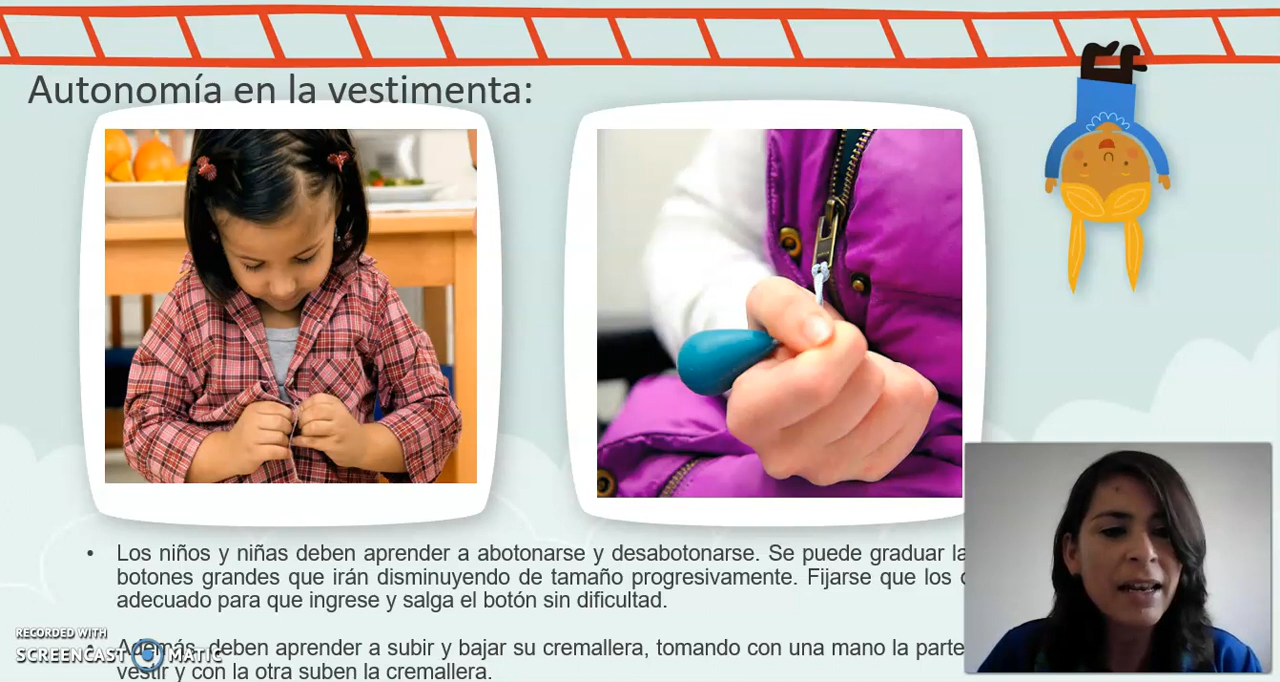 Autonomía en la vestimenta:
• Los niños y niñas deben aprender a abotonarse y desabotonarse. Se puede graduar la
botones grandes que irán disminuyendo de tamaño progresivamente. Fijarse que los
adecuado para que ingrese y salga el botón sin dificultad.
• Además, deben aprender a subir y bajar su cremallera, tomando con una mano la parte
vestir y con la otra suben la cremallera.
RECORDED WITH
SCREENCAST MATIC